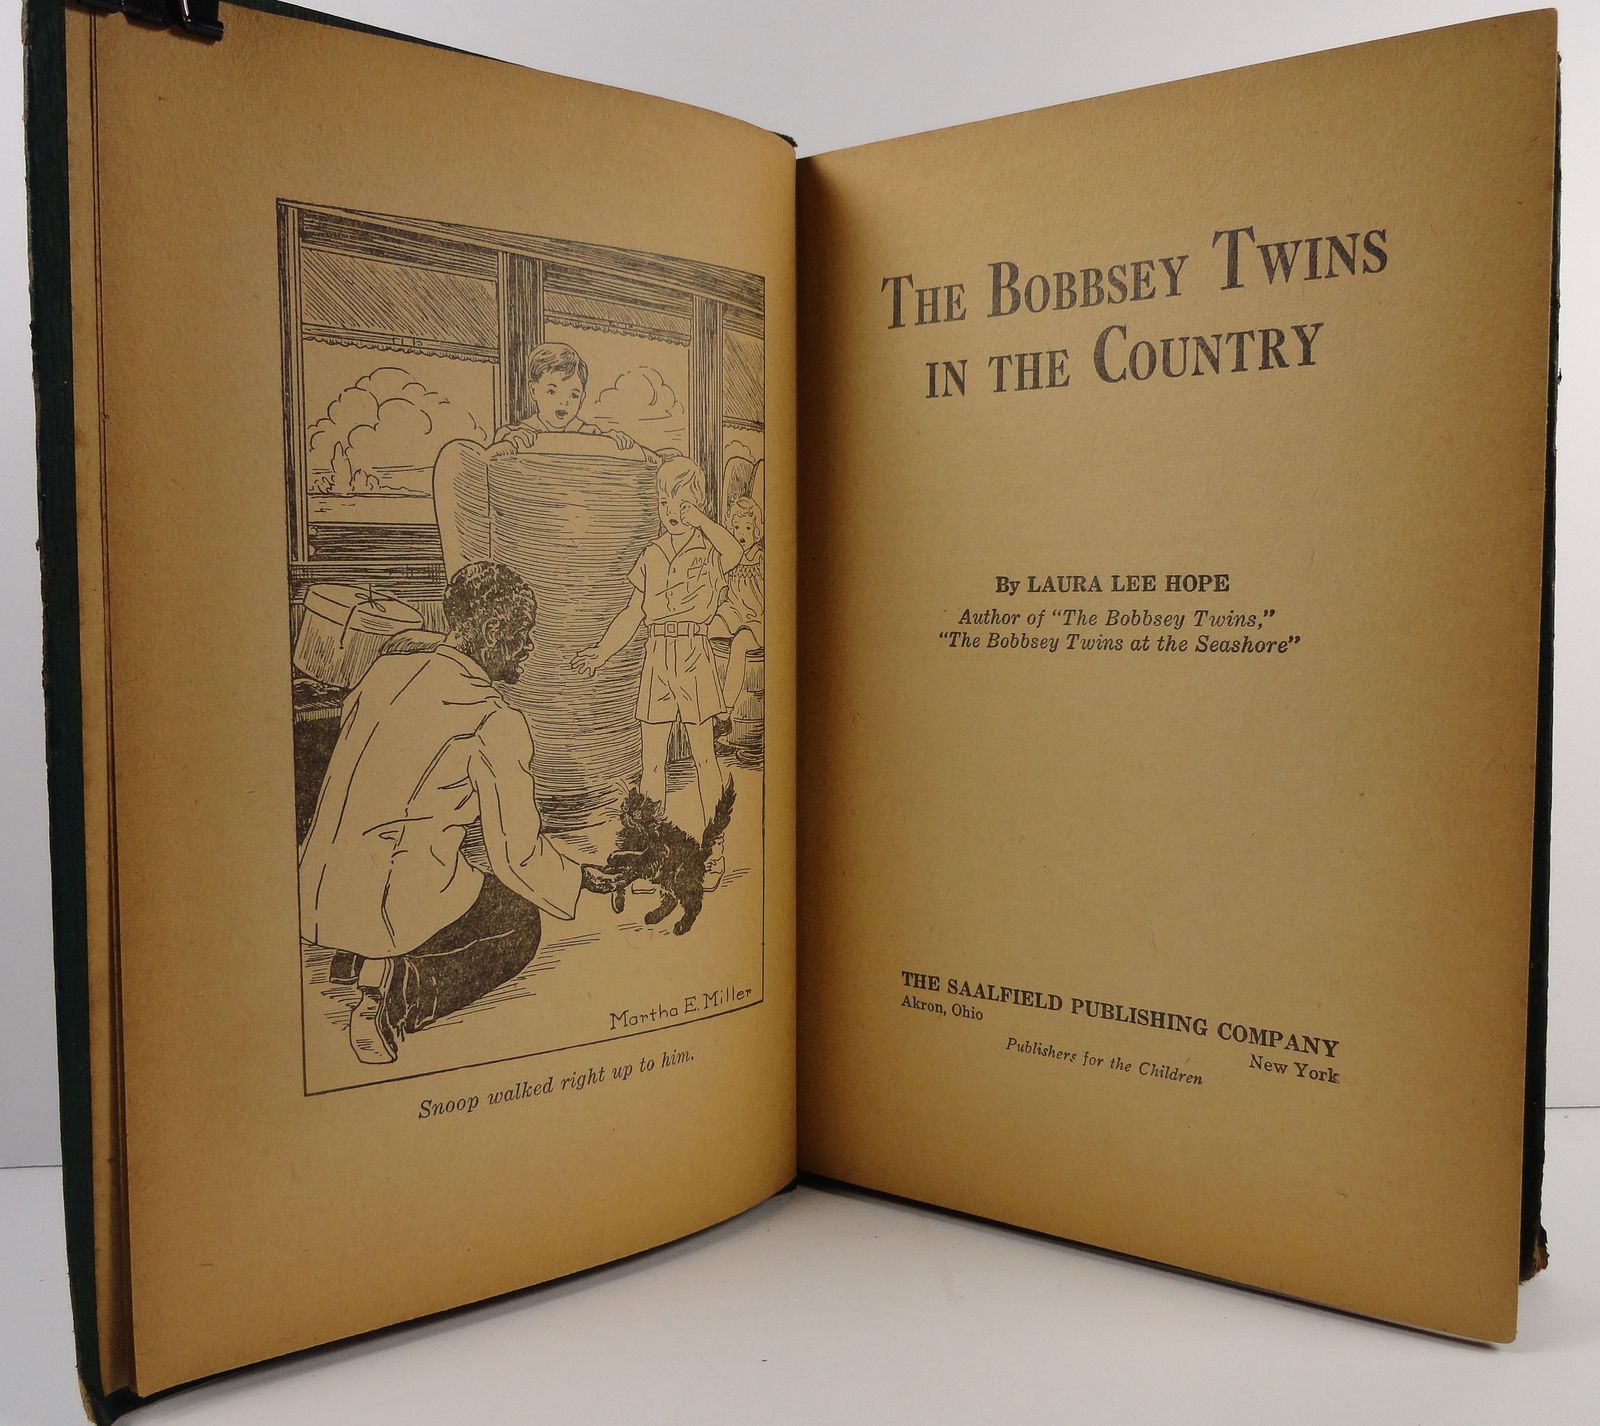 Martha E. Miller
Snoop walked right up to him.
THE BOBBSEY TWINS
IN THE COUNTRY
By LAURA LEE HOPE
Author of "The Bobbsey Twins,"
"The Bobbsey Twins at the Seashore"
THE SAALFIELD PUBLISHING COMPANY
Akron, Ohio
New York
Publishers for the Children